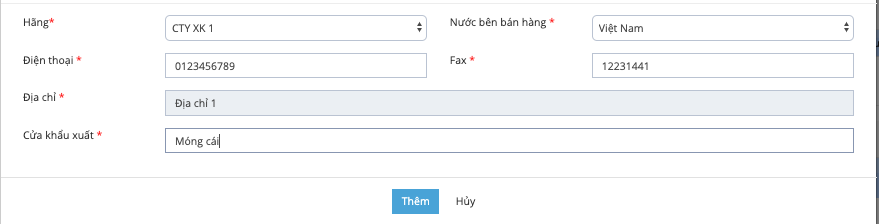 Hãng* CTY XK 1 Nước bên bán hàng * Việt Nam
Điện thoại * 0123456789 Fax * 12231441
Địa chỉ * Địa chỉ 1
Cửa khẩu xuất * Móng cái
Thêm Hủy